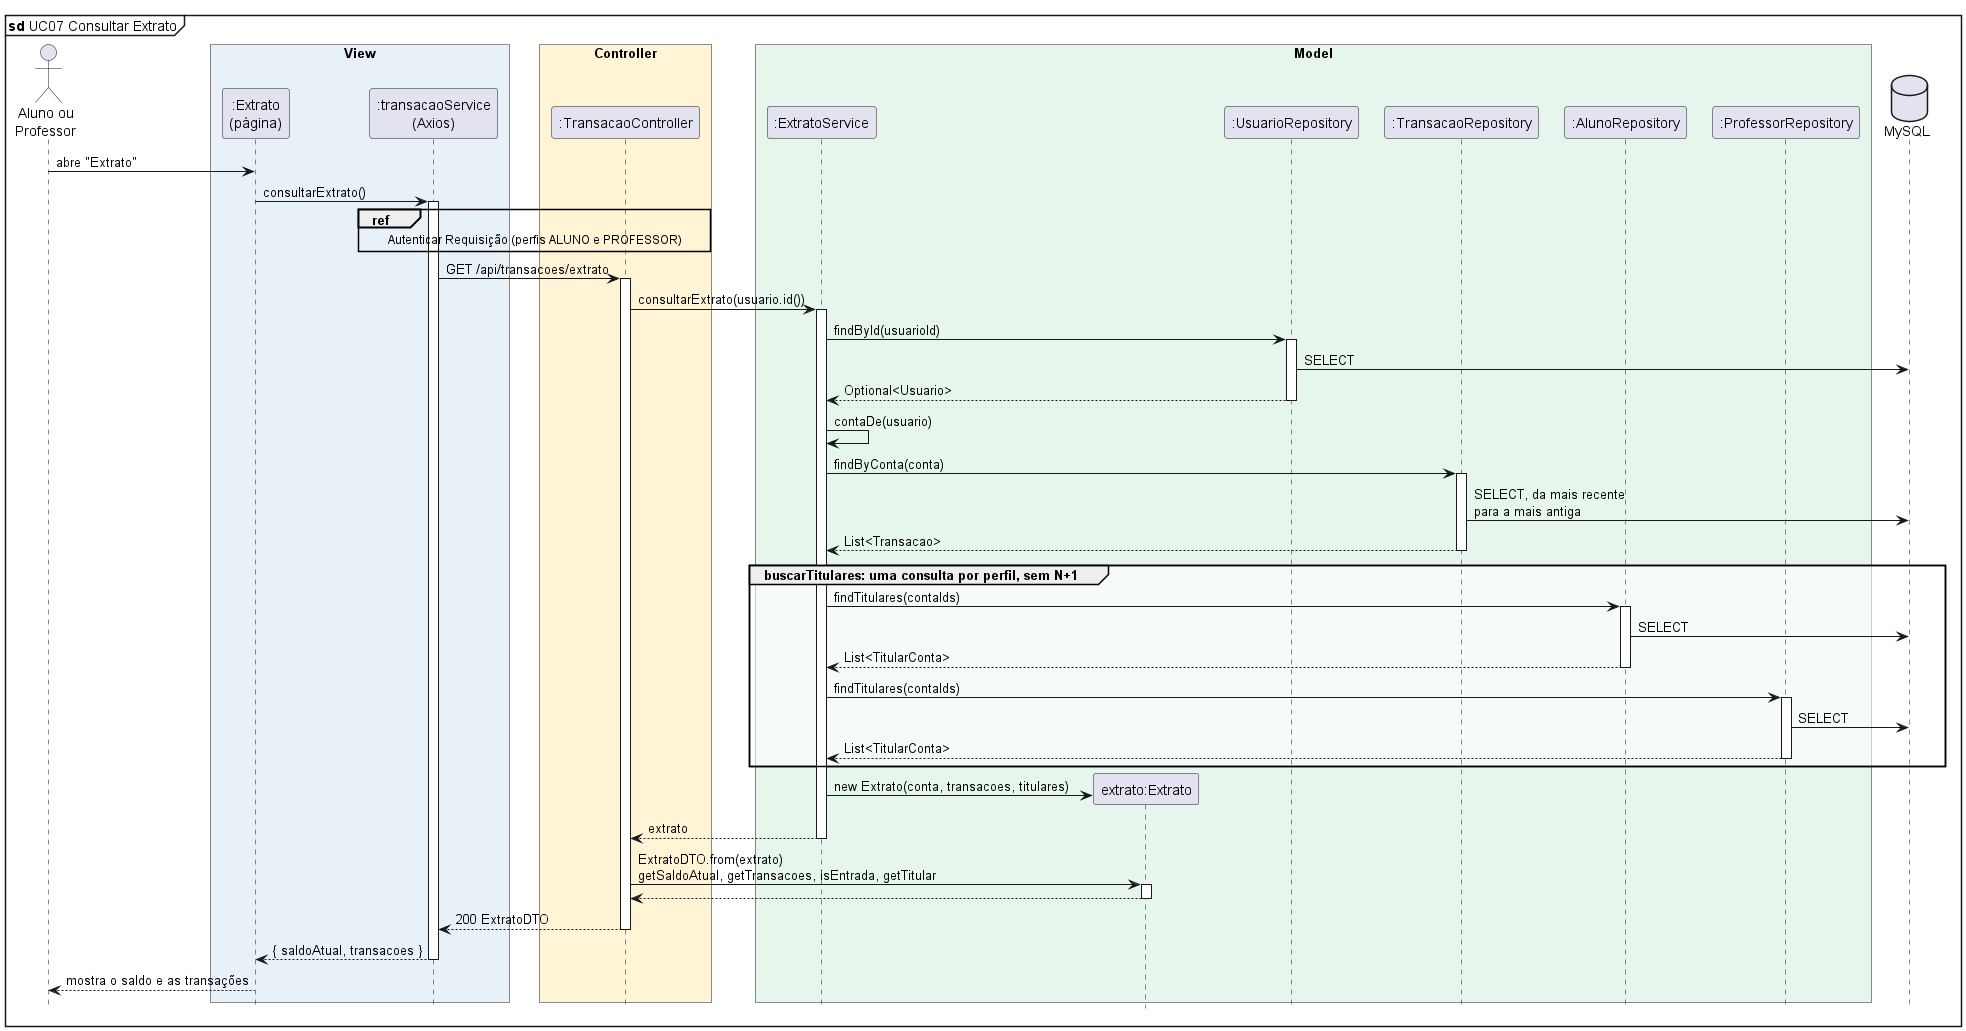 sd UC07 Consultar Extrato
View
Controller
Model
Aluno ou
Professor
:Extrato
(página)
:transacaoService
(Axios)
:TransacaoController
:ExtratoService
:UsuarioRepository
:TransacaoRepository
:AlunoRepository
:ProfessorRepository
MySQL
abre "Extrato"
consultarExtrato()
ref
Autenticar Requisição (perfis ALUNO e PROFESSOR)
GET /api/transacoes/extrato
consultarExtrato(usuario.id())
findById(usuarioId)
SELECT
Optional<Usuario>
contaDe(usuario)
findByConta(conta)
SELECT, da mais recente
para a mais antiga
List<Transacao>
buscarTitulares: uma consulta por perfil, sem N+1
findTitulares(contaIds)
SELECT
List<TitularConta>
findTitulares(contaIds)
SELECT
List<TitularConta>
new Extrato(conta, transacoes, titulares)
extrato:Extrato
extrato
ExtratoDTO.from(extrato)
getSaldoAtual, getTransacoes, isEntrada, getTitular
200 ExtratoDTO
{ saldoAtual, transacoes }
mostra o saldo e as transações